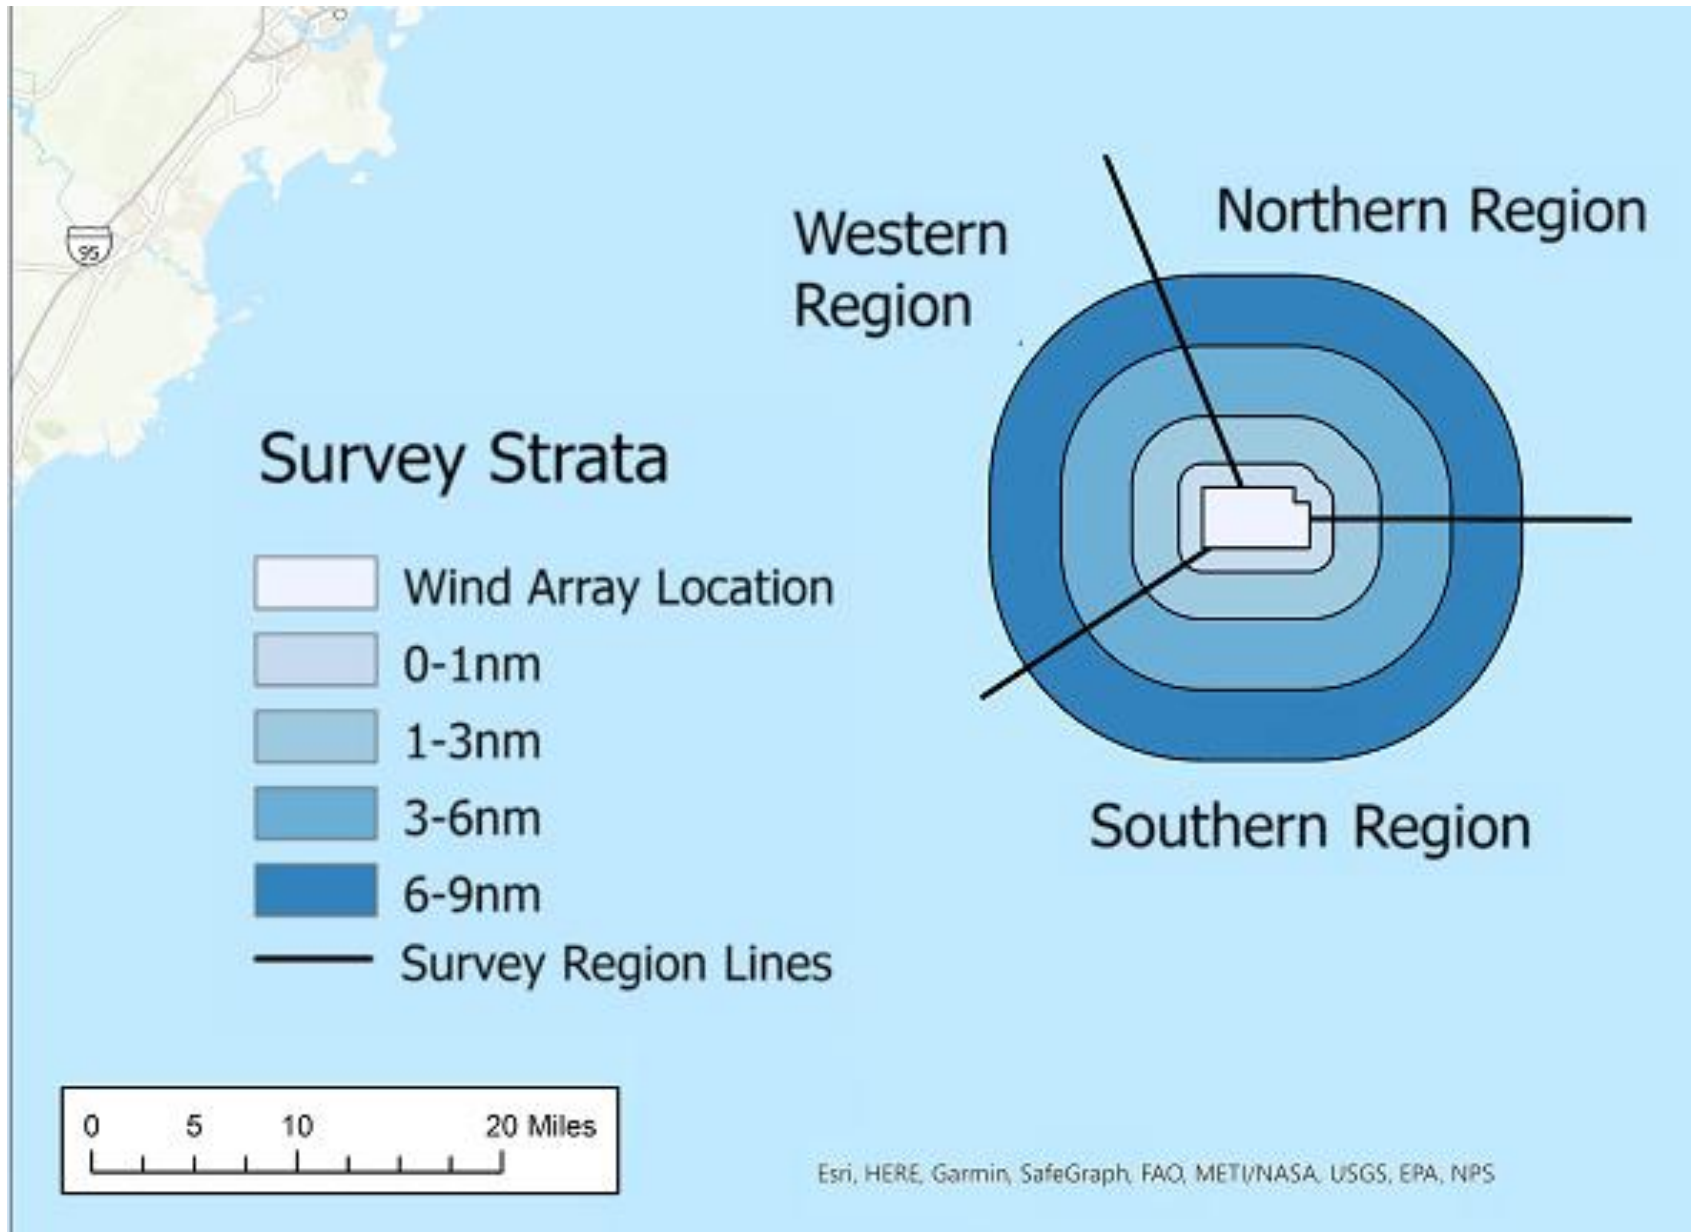 95
Western
Region
Northern Region
Survey Strata
Wind Array Location
0-1nm
1-3nm
3-6nm
6-9nm
Survey Region Lines
Southern Region
0 5 10 20 Miles
Esri, HERE, Garmin, SafeGraph, FAO, METI/NASA, USGS, EPA, NPS